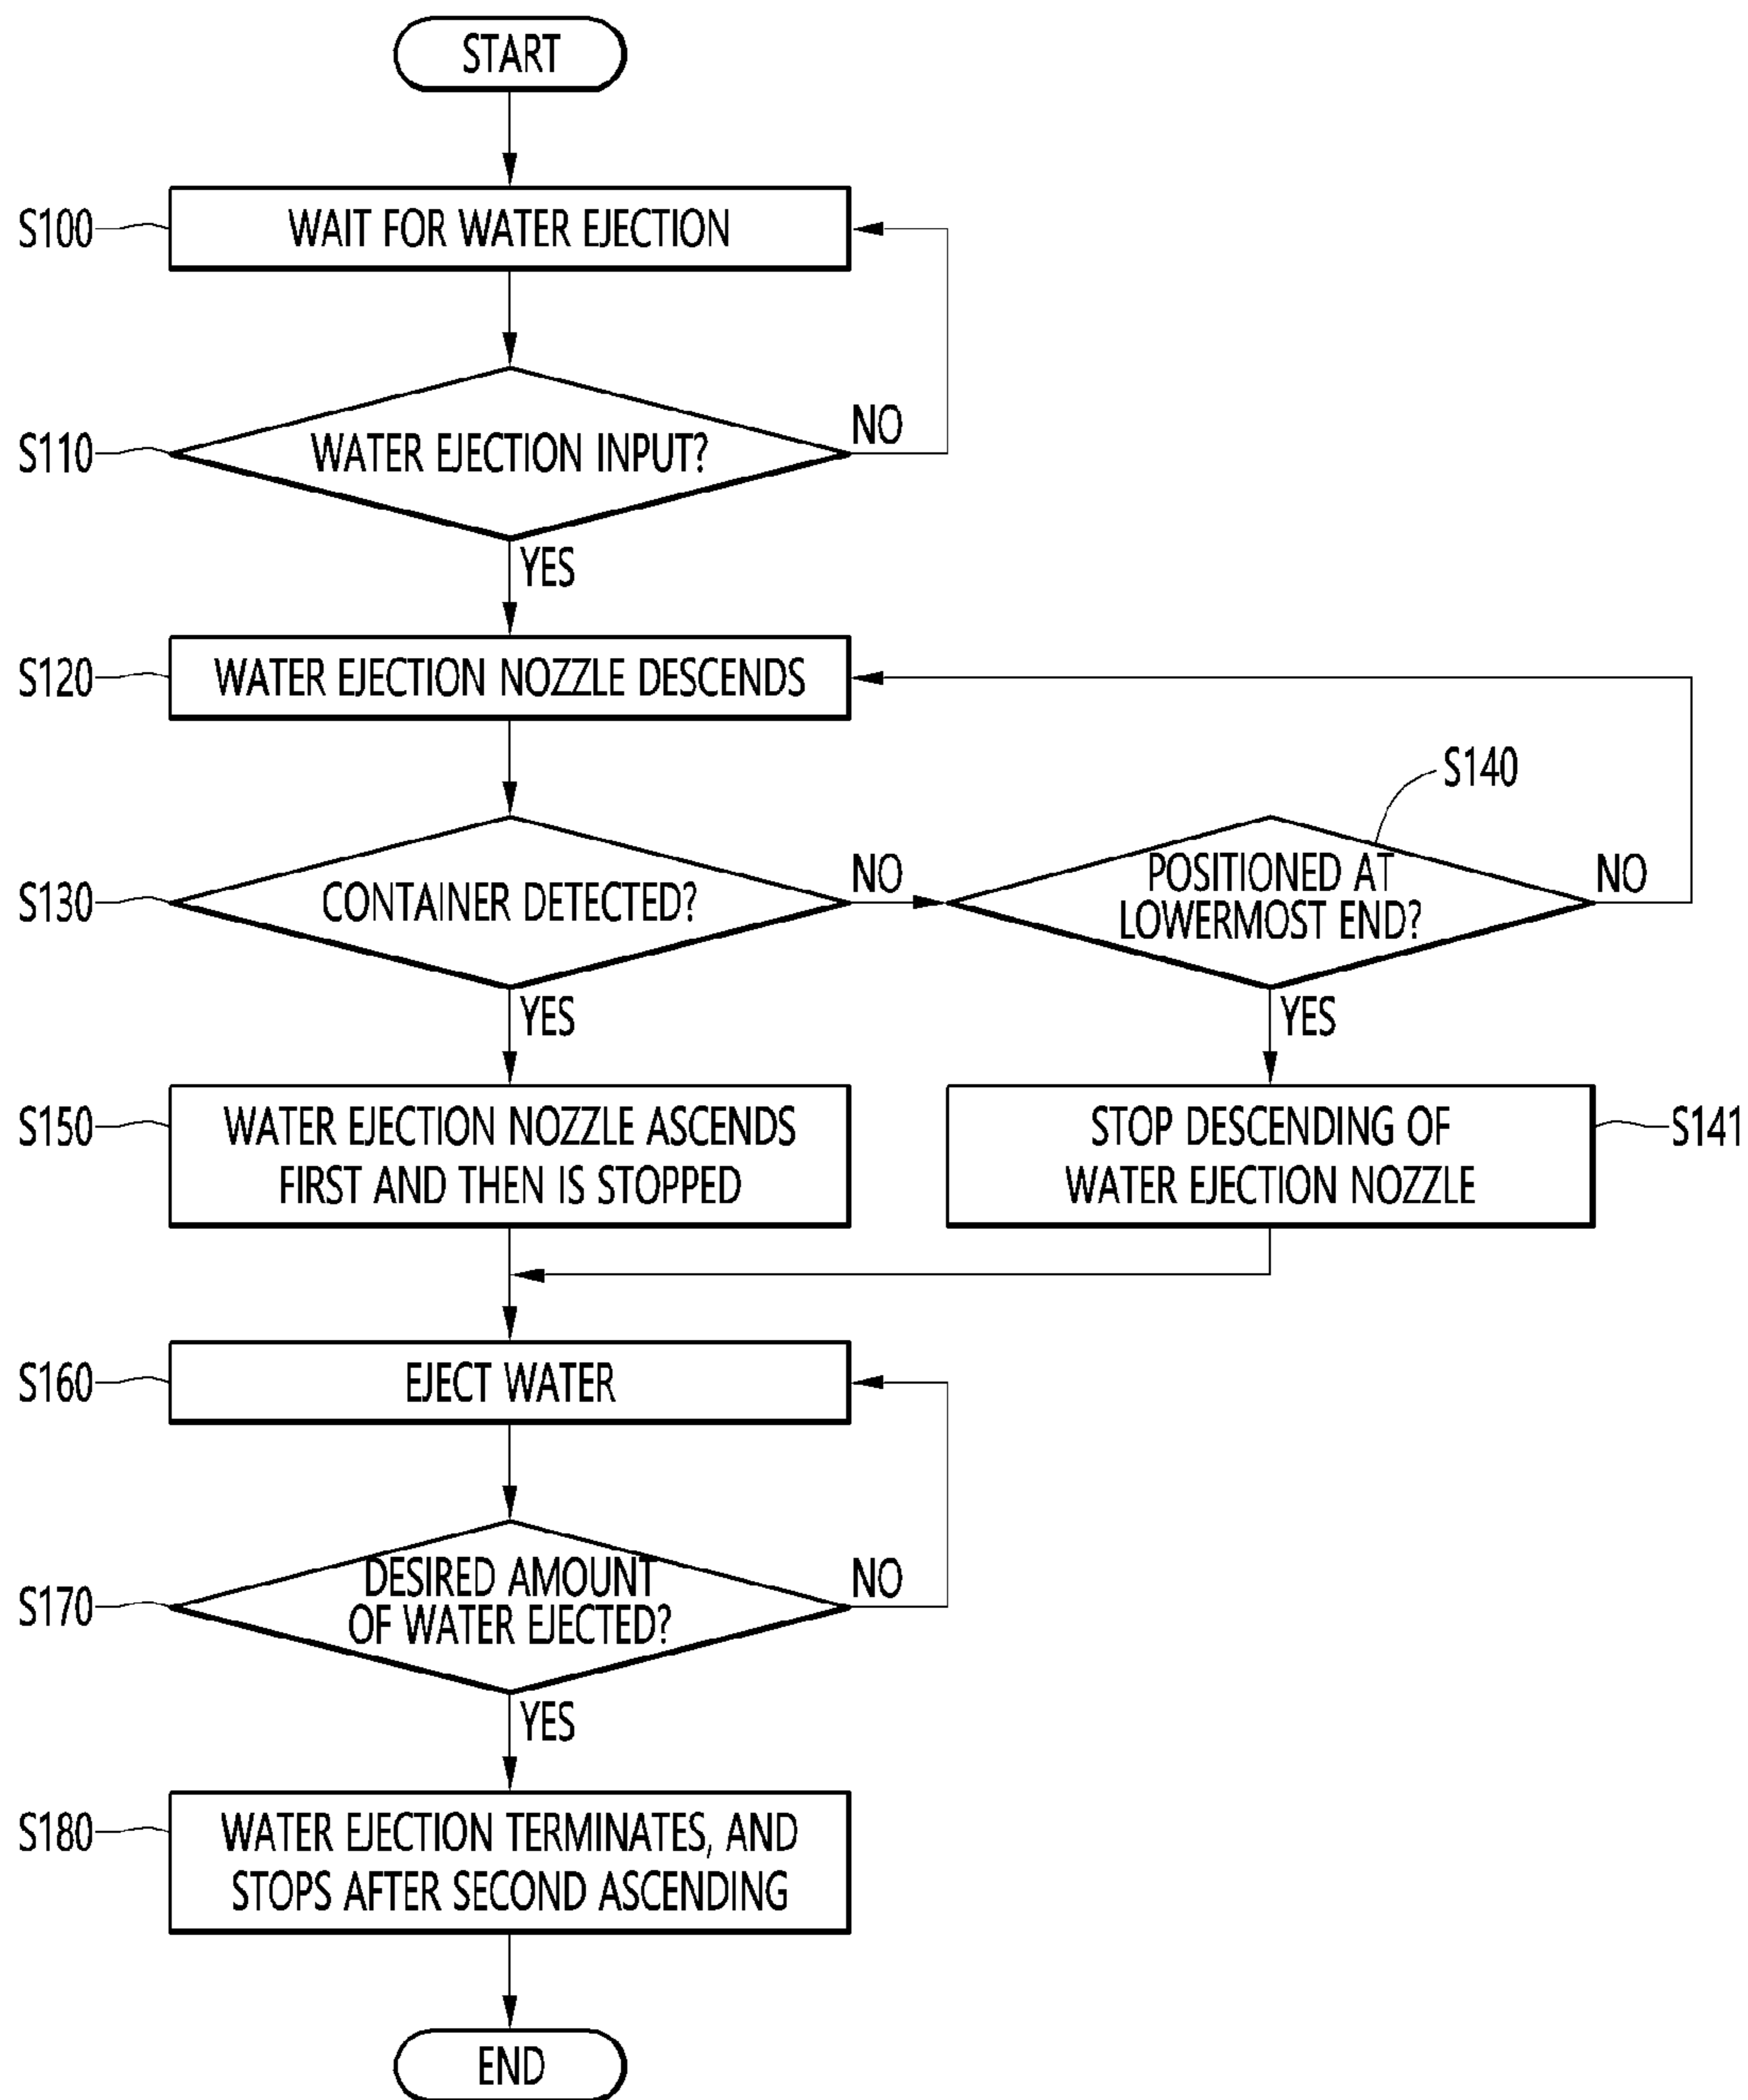 START
S100
WAIT FOR WATER EJECTION
S110
WATER EJECTION INPUT?
NO
YES
S120
WATER EJECTION NOZZLE DESCENDS
S130
CONTAINER DETECTED?
NO
S140
POSITIONED AT
LOWERMOST END?
NO
YES
YES
S150
WATER EJECTION NOZZLE ASCENDS
FIRST AND THEN IS STOPPED
STOP DESCENDING OF
WATER EJECTION NOZZLE
S141
S160
EJECT WATER
S170
DESIRED AMOUNT
OF WATER EJECTED?
NO
YES
S180
WATER EJECTION TERMINATES, AND
STOPS AFTER SECOND ASCENDING
END